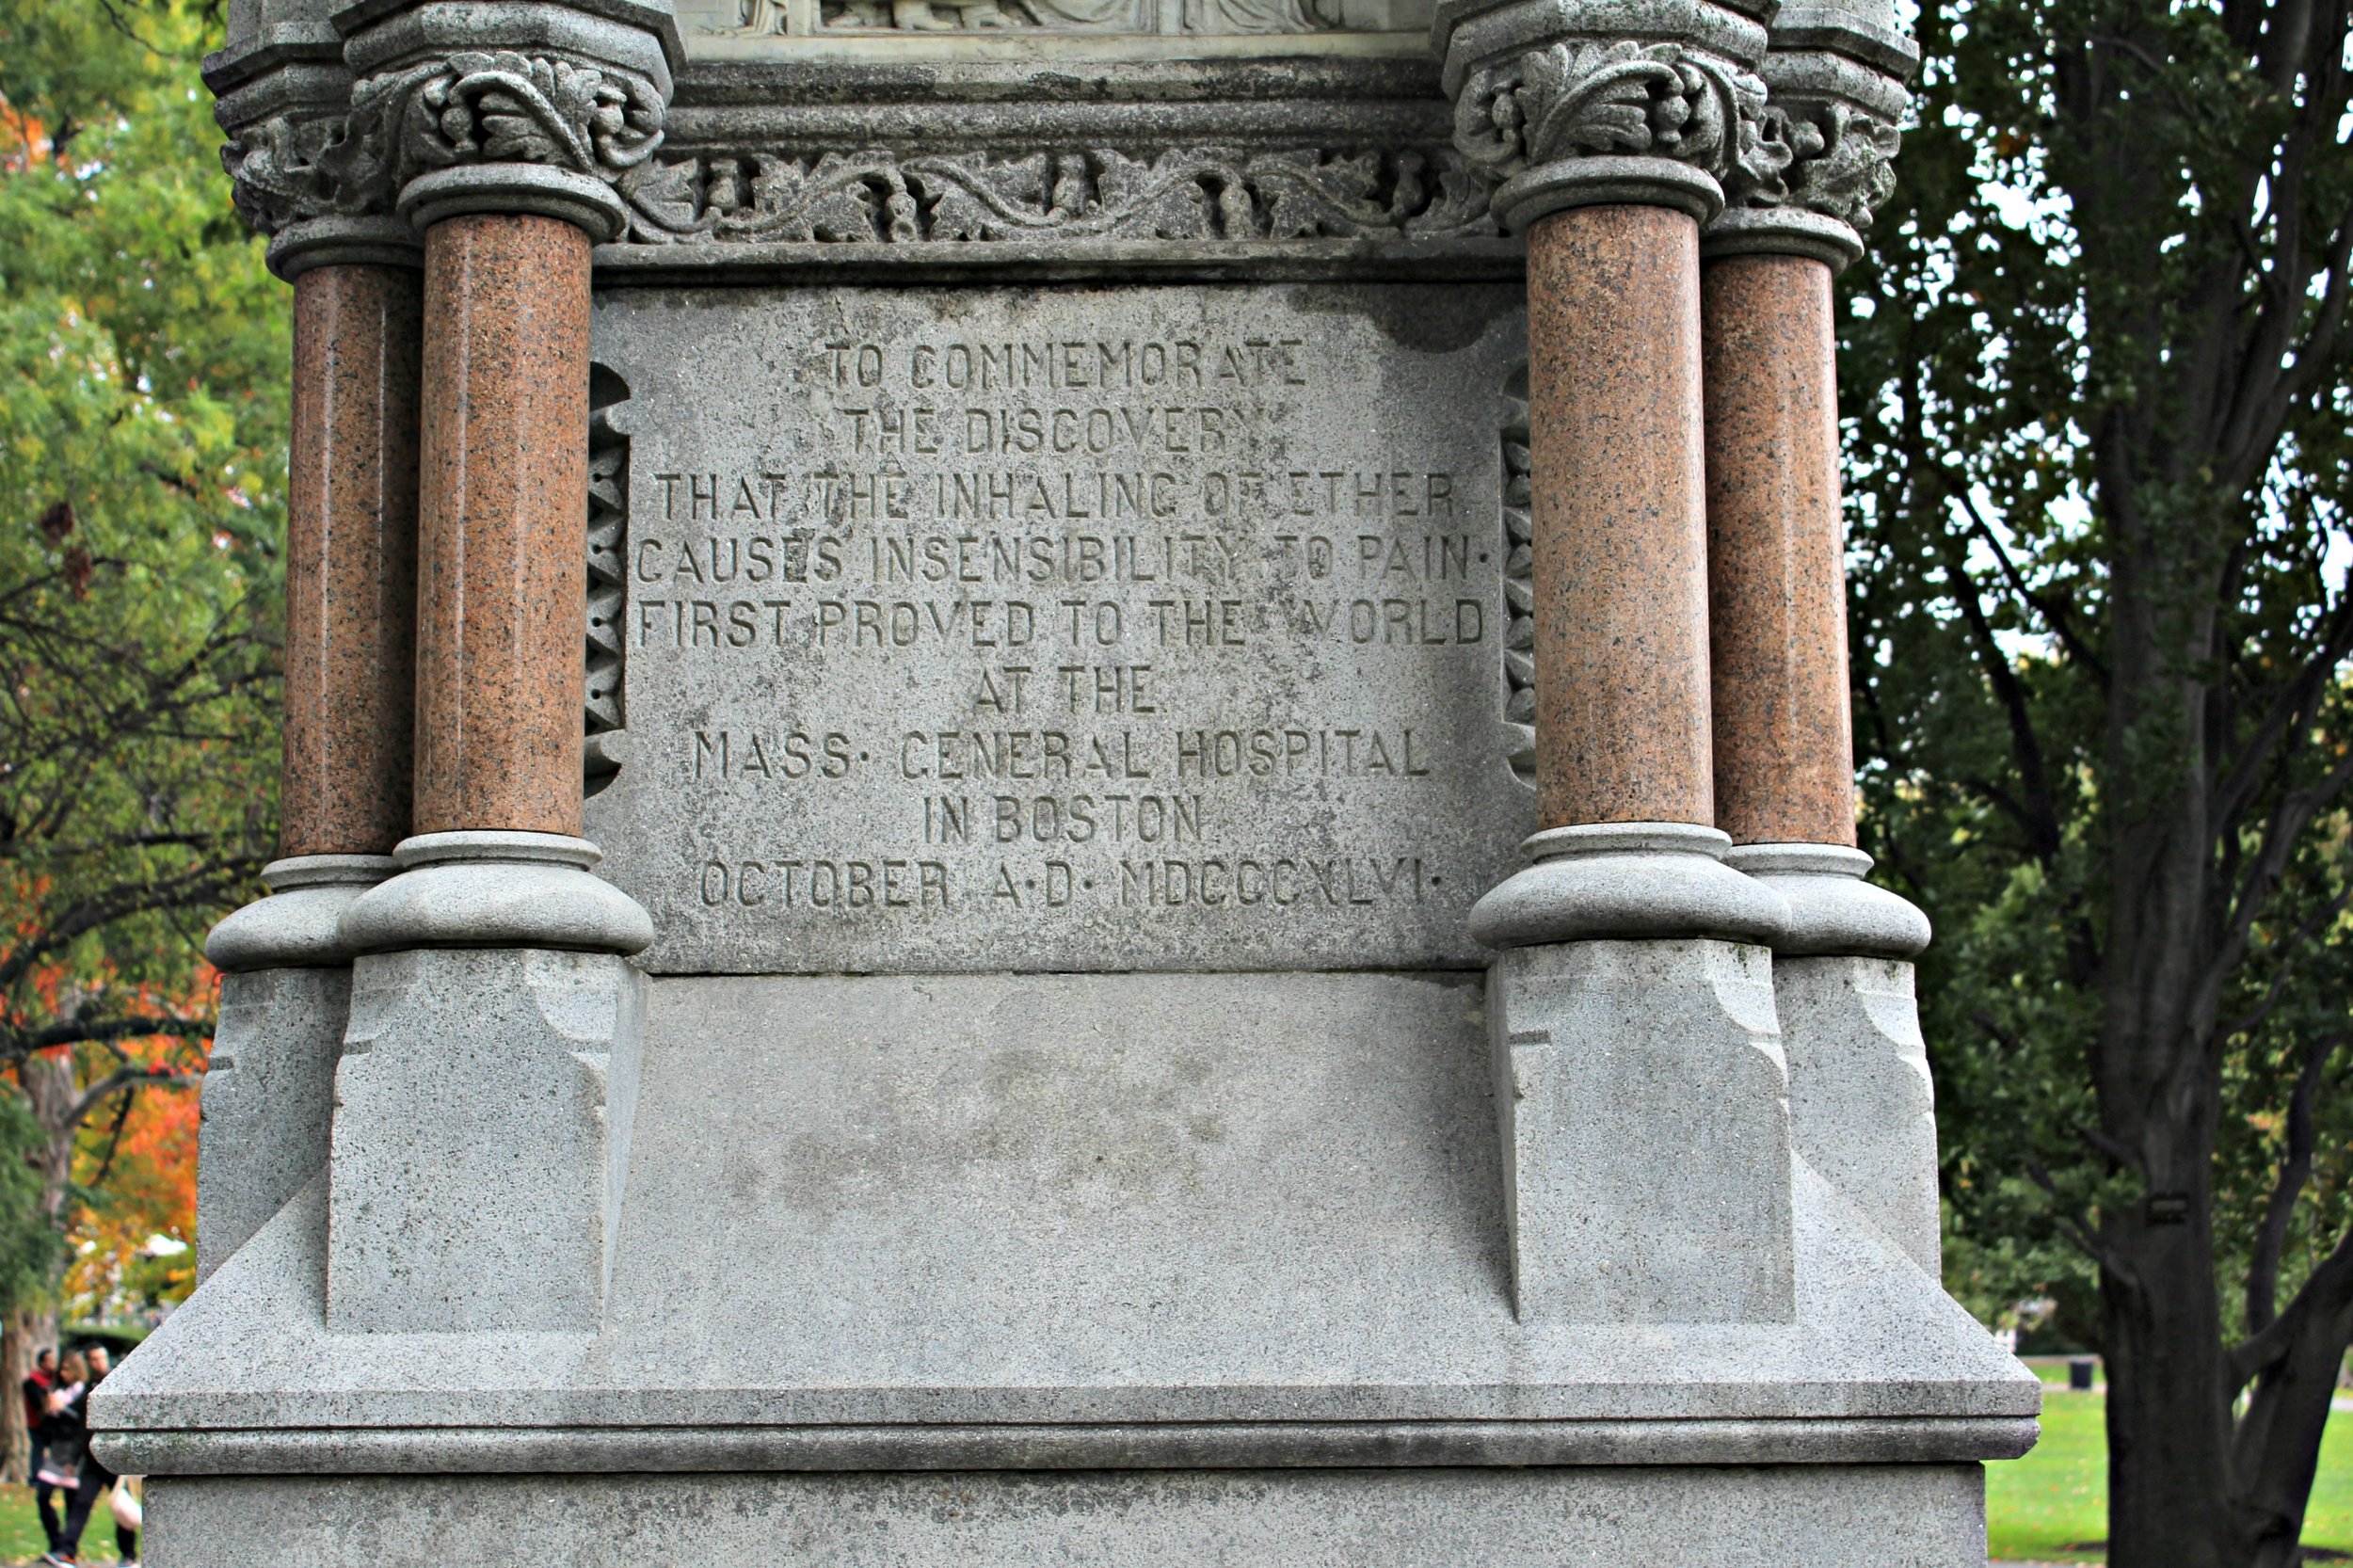 TO COMMEMORATE
THE DISCOVERY
THAT THE INHALING OF ETHER
CAUSES INSENSIBILITY TO PAIN·
FIRST PROVED TO THE WORLD
AT THE
MASS· GENERAL HOSPITAL
IN BOSTON
OCTOBER A·D· MDCCCXLVI·